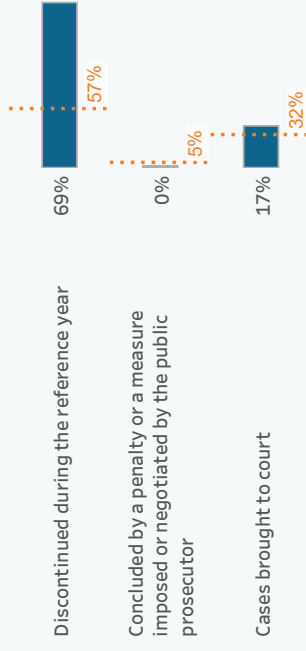 Discontinued during the reference year
69%
57%
Concluded by a penalty or a measure
imposed or negotiated by the public
prosecutor
0%
5%
Cases brought to court
17%
32%